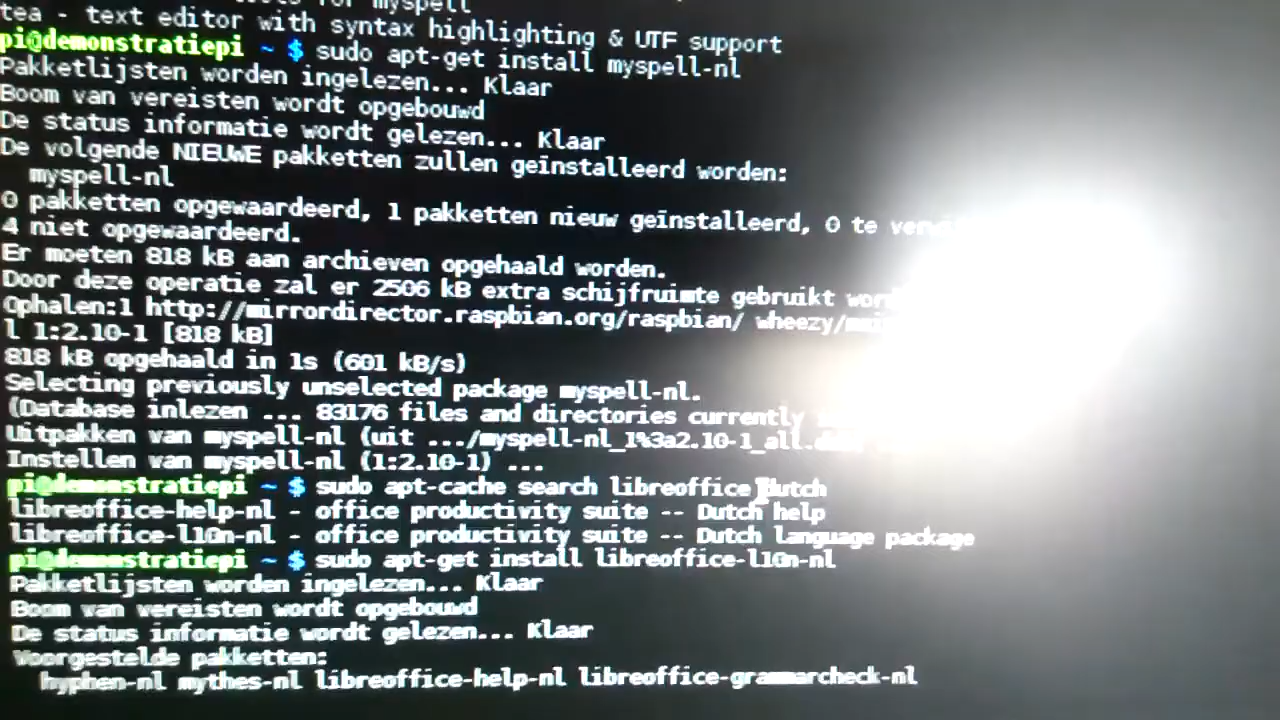 for myspell
tea - text editor with syntax highlighting & UTF support
pi@demonstratiepi ~ $ sudo apt-get install myspell-nl
Pakketlijsten worden ingelezen... Klaar
Boom van vereisten wordt opgebouwd
De status informatie wordt gelezen... Klaar
De volgende NIEUWE pakketten zullen geïnstalleerd worden:
myspell-nl
0 pakketten opgewaardeerd, 1 pakketten nieuw geïnstalleerd, 0 te
4 niet opgewaardeerd.
Er moeten 818 kB aan archieven opgehaald worden.
Door deze operatie zal er 2506 kB extra schijfruimte gebruikt
Ophalen:1 http://mirrordirector.raspbian.org/raspbian/ wheezy/
l 1:2.10-1 [818 kB]
818 kB opgehaald in 1s (601 kB/s)
Selecting previously unselected package myspell-nl.
(Database inlezen ... 83176 files and directories currently
Uitpakken van myspell-nl (uit .../myspell-nl_1%3a2.10-1_all.
Instellen van myspell-nl (1:2.10-1) ...
pi@demonstratiepi ~ $ sudo apt-cache search libreoffice Dutch
libreoffice-help-nl - office productivity suite -- Dutch help
libreoffice-l10n-nl - office productivity suite -- Dutch language package
pi@demonstratiepi ~ $ sudo apt-get install libreoffice-l10n-nl
Pakketlijsten worden ingelezen... Klaar
Boom van vereisten wordt opgebouwd
De status informatie wordt gelezen... Klaar
Voorgestelde pakketten:
hyphen-nl mythes-nl libreoffice-help-nl libreoffice-grammarcheck-nl